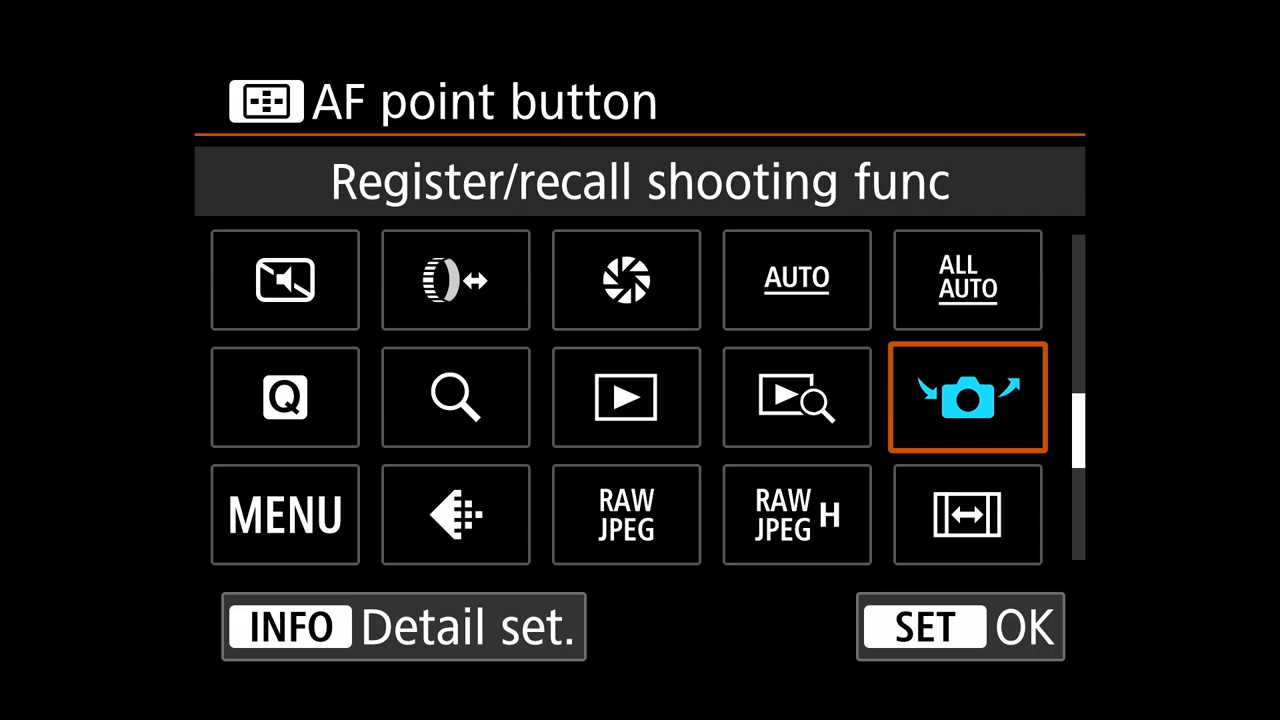 AF point button
Register/recall shooting func
AUTO
ALL
AUTO
Q
MENU
RAW
JPEG
RAW
JPEG H
INFO Detail set.
SET OK